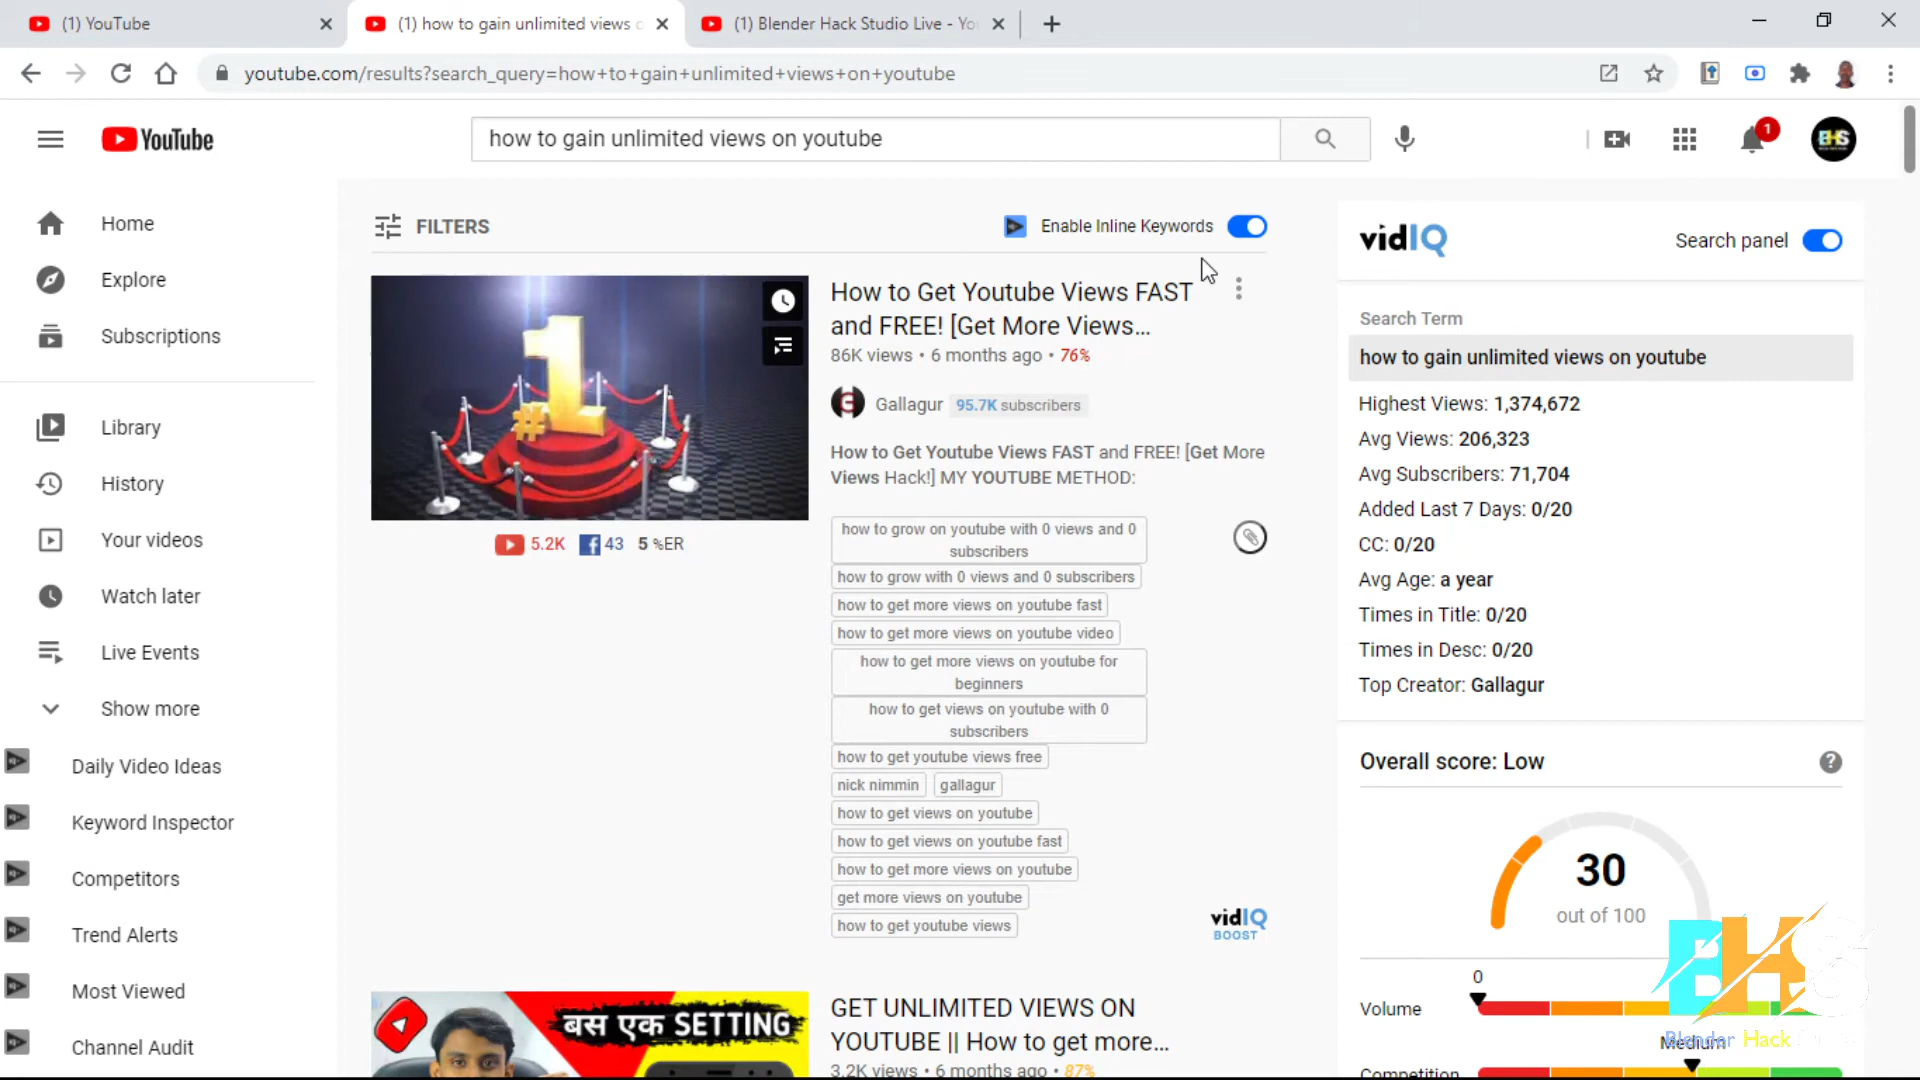 (1) YouTube
(1) how to gain unlimited views o
(1) Blender Hack Studio Live - You
youtube.com/results?search_query=how+to+gain+unlimited+views+on+youtube
YouTube
how to gain unlimited views on youtube
1
BHS
Home
Explore
Subscriptions
Library
History
Your videos
Watch later
Live Events
Show more
Daily Video Ideas
Keyword Inspector
Competitors
Trend Alerts
Most Viewed
Channel Audit
FILTERS
Enable Inline Keywords
#1
5.2K 43 5 %ER
How to Get Youtube Views FAST
and FREE! [Get More Views...
86K views • 6 months ago • 76%
Gallagur 95.7K subscribers
How to Get Youtube Views FAST and FREE! [Get More
Views Hack!] MY YOUTUBE METHOD:
how to grow on youtube with 0 views and 0
subscribers
how to grow with 0 views and 0 subscribers
how to get more views on youtube fast
how to get more views on youtube video
how to get more views on youtube for
beginners
how to get views on youtube with 0
subscribers
how to get youtube views free
nick nimmin gallagur
how to get views on youtube
how to get views on youtube fast
how to get more views on youtube
get more views on youtube
how to get youtube views
vidIQ
BOOST
बस एक SETTING
GET UNLIMITED VIEWS ON
YOUTUBE || How to get more...
3.2K views • 6 months ago • 87%
vidIQ
Search panel
Search Term
how to gain unlimited views on youtube
Highest Views: 1,374,672
Avg Views: 206,323
Avg Subscribers: 71,704
Added Last 7 Days: 0/20
CC: 0/20
Avg Age: a year
Times in Title: 0/20
Times in Desc: 0/20
Top Creator: Gallagur
Overall score: Low
?
30
out of 100
0
Volume
Medium
Competition
BHS
Blender Hack